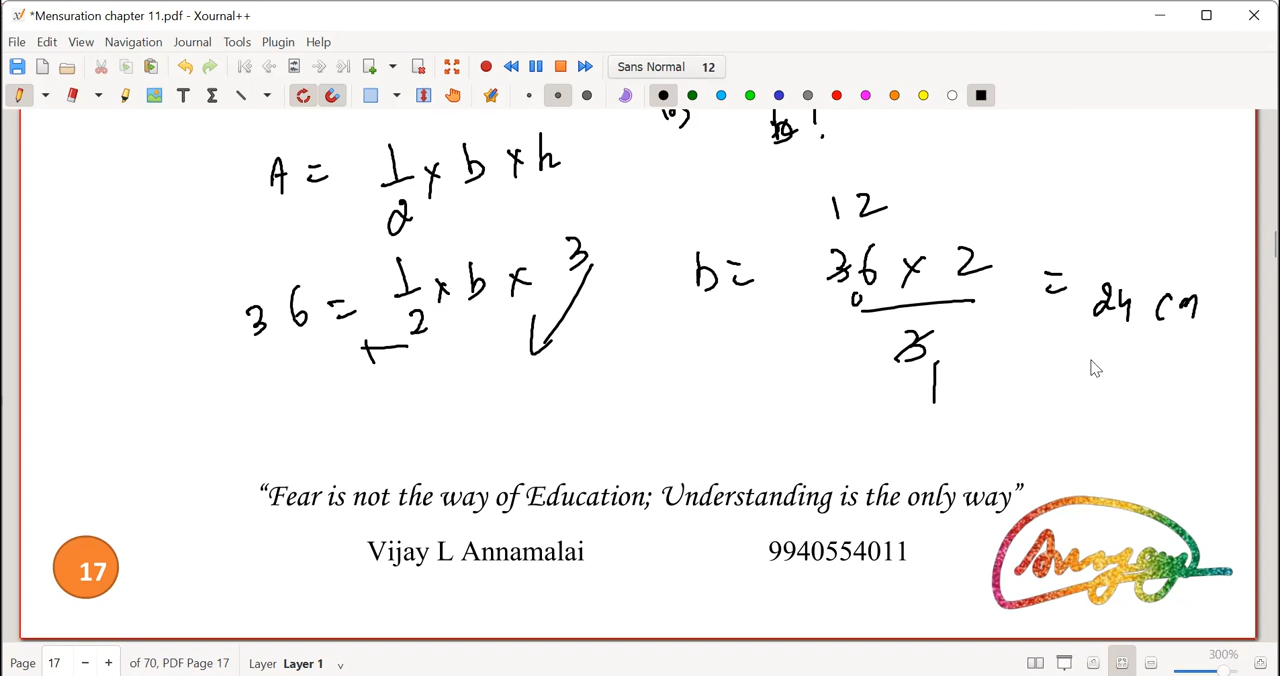 *Mensuration chapter 11.pdf - Xournal++
File Edit View Navigation Journal Tools Plugin Help
Sans Normal 12
A = 1/2 × b × h
36 = 1/2 × b × 3
12
b = 36 × 2 / 3 = 24 cm
0
1
“Fear is not the way of Education; Understanding is the only way”
Vijay L Annamalai 9940554011
17
Page 17 of 70, PDF Page 17 Layer Layer 1 300%